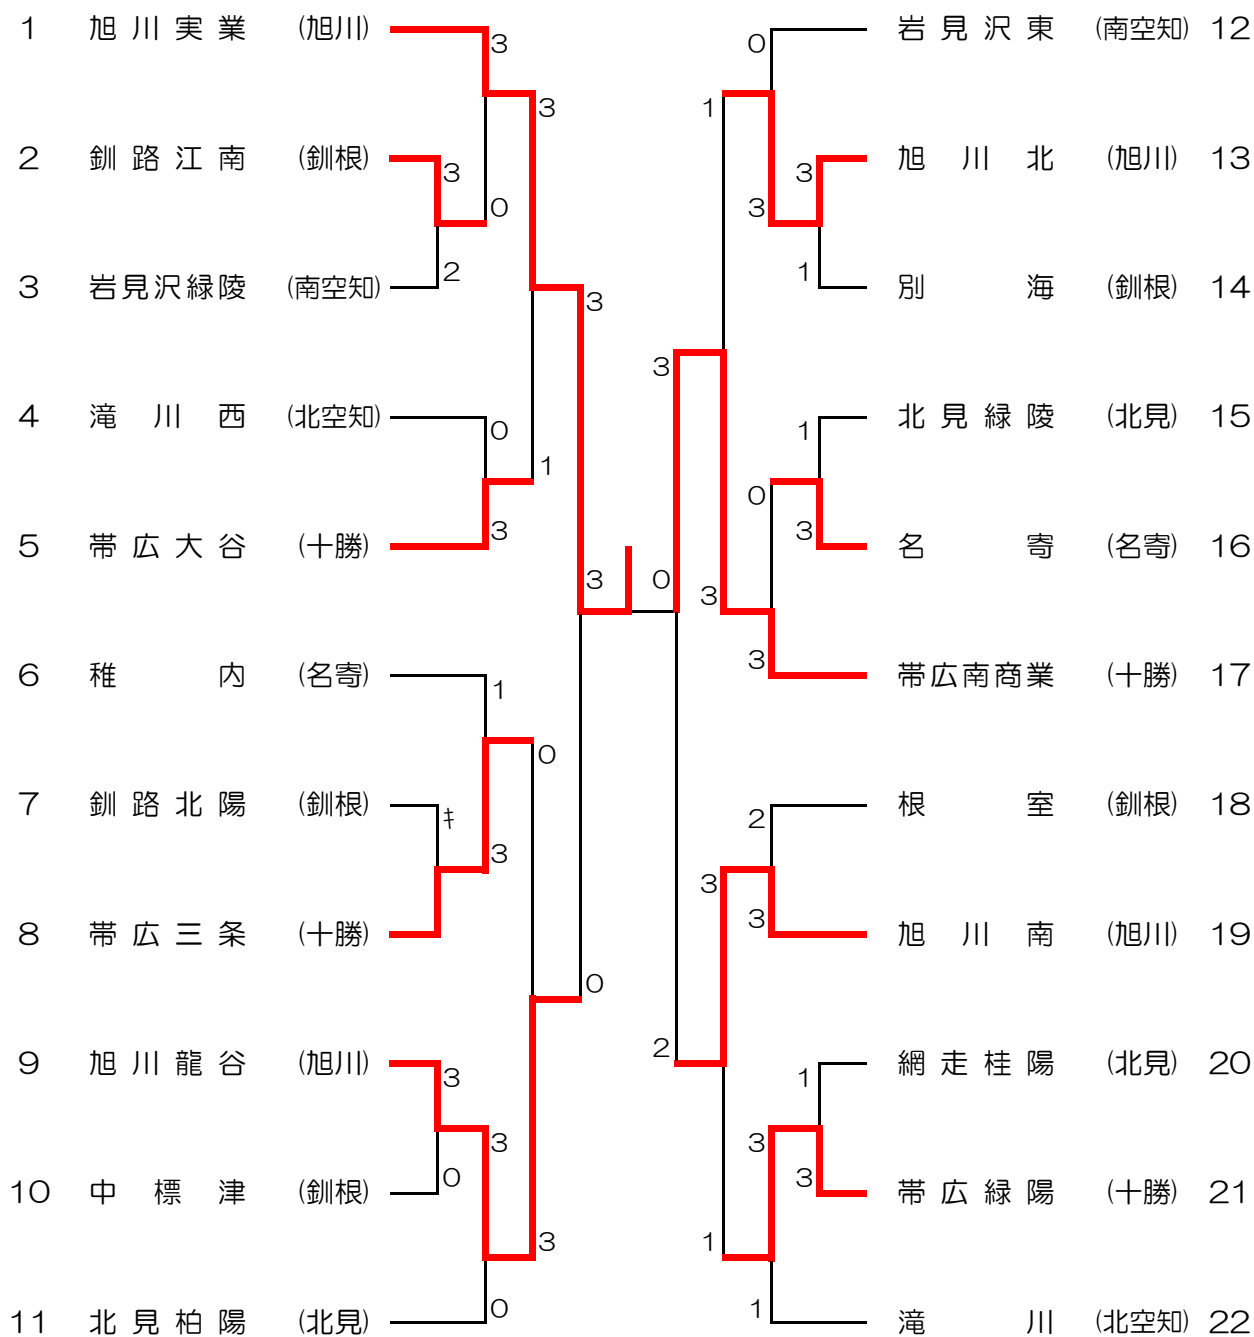 1 旭川実業 (旭川)
3
3
2 釧路江南 (釧根)
3
0
3 岩見沢緑陵 (南空知)
2
3
4 滝川西 (北空知)
0
1
5 帯広大谷 (十勝)
3
3
6 稚内 (名寄)
1
0
7 釧路北陽 (釧根)
キ
3
8 帯広三条 (十勝)
0
9 旭川龍谷 (旭川)
3
3
10 中標津 (釧根)
0
3
11 北見柏陽 (北見)
0
岩見沢東 (南空知) 12
0
1
旭川北 (旭川) 13
3
3
別海 (釧根) 14
1
3
北見緑陵 (北見) 15
1
0
名寄 (名寄) 16
3
0
3
帯広南商業 (十勝) 17
3
根室 (釧根) 18
2
3
旭川南 (旭川) 19
3
2
網走桂陽 (北見) 20
1
3
帯広緑陽 (十勝) 21
3
1
滝川 (北空知) 22
1